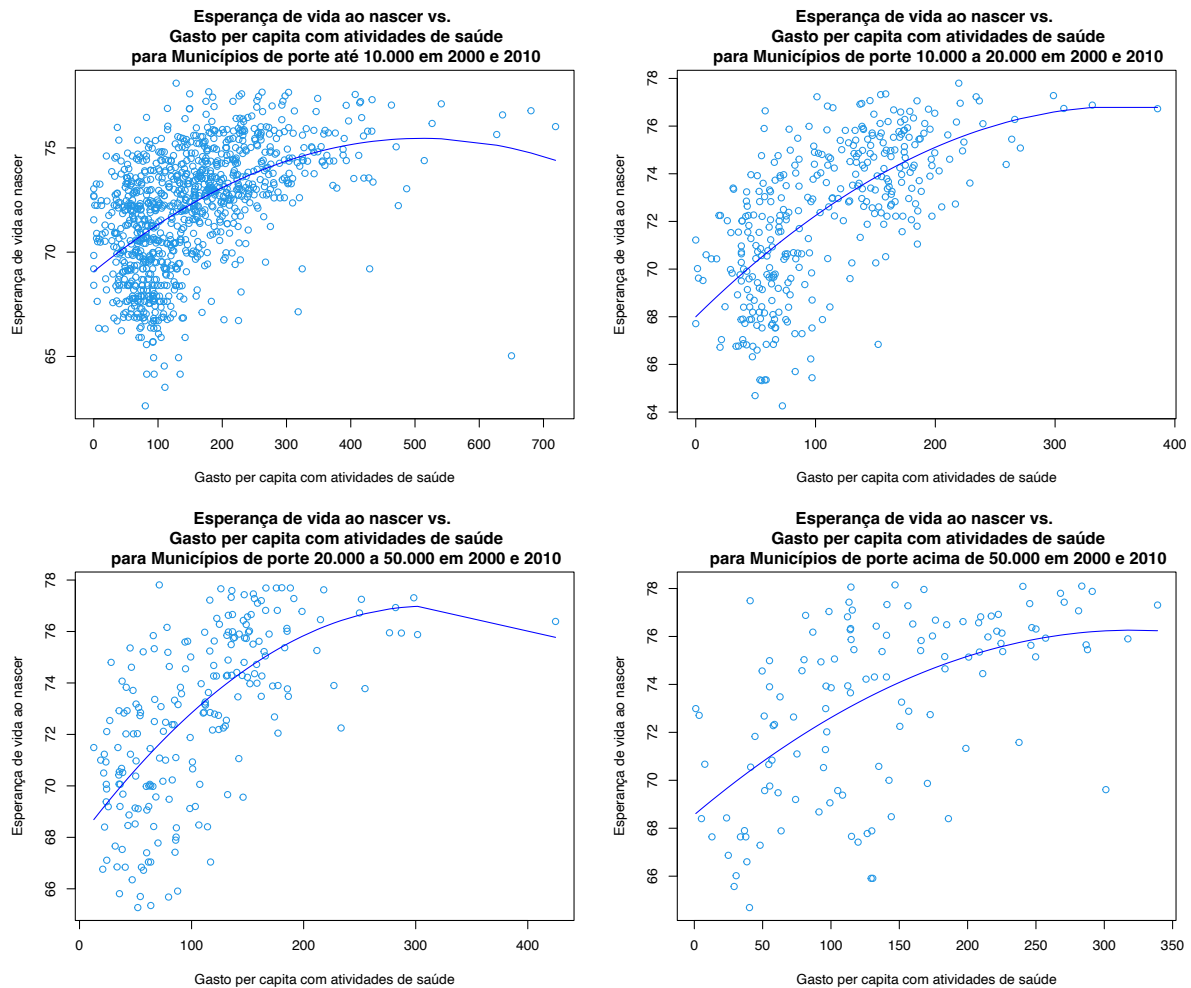 Esperança de vida ao nascer vs.
Gasto per capita com atividades de saúde
para Municípios de porte até 10.000 em 2000 e 2010
Esperança de vida ao nascer
75
70
65
0 100 200 300 400 500 600 700
Gasto per capita com atividades de saúde
Esperança de vida ao nascer vs.
Gasto per capita com atividades de saúde
para Municípios de porte 10.000 a 20.000 em 2000 e 2010
Esperança de vida ao nascer
78
76
74
72
70
68
66
64
0 100 200 300 400
Gasto per capita com atividades de saúde
Esperança de vida ao nascer vs.
Gasto per capita com atividades de saúde
para Municípios de porte 20.000 a 50.000 em 2000 e 2010
Esperança de vida ao nascer
78
76
74
72
70
68
66
0 100 200 300 400
Gasto per capita com atividades de saúde
Esperança de vida ao nascer vs.
Gasto per capita com atividades de saúde
para Municípios de porte acima de 50.000 em 2000 e 2010
Esperança de vida ao nascer
78
76
74
72
70
68
66
0 50 100 150 200 250 300 350
Gasto per capita com atividades de saúde